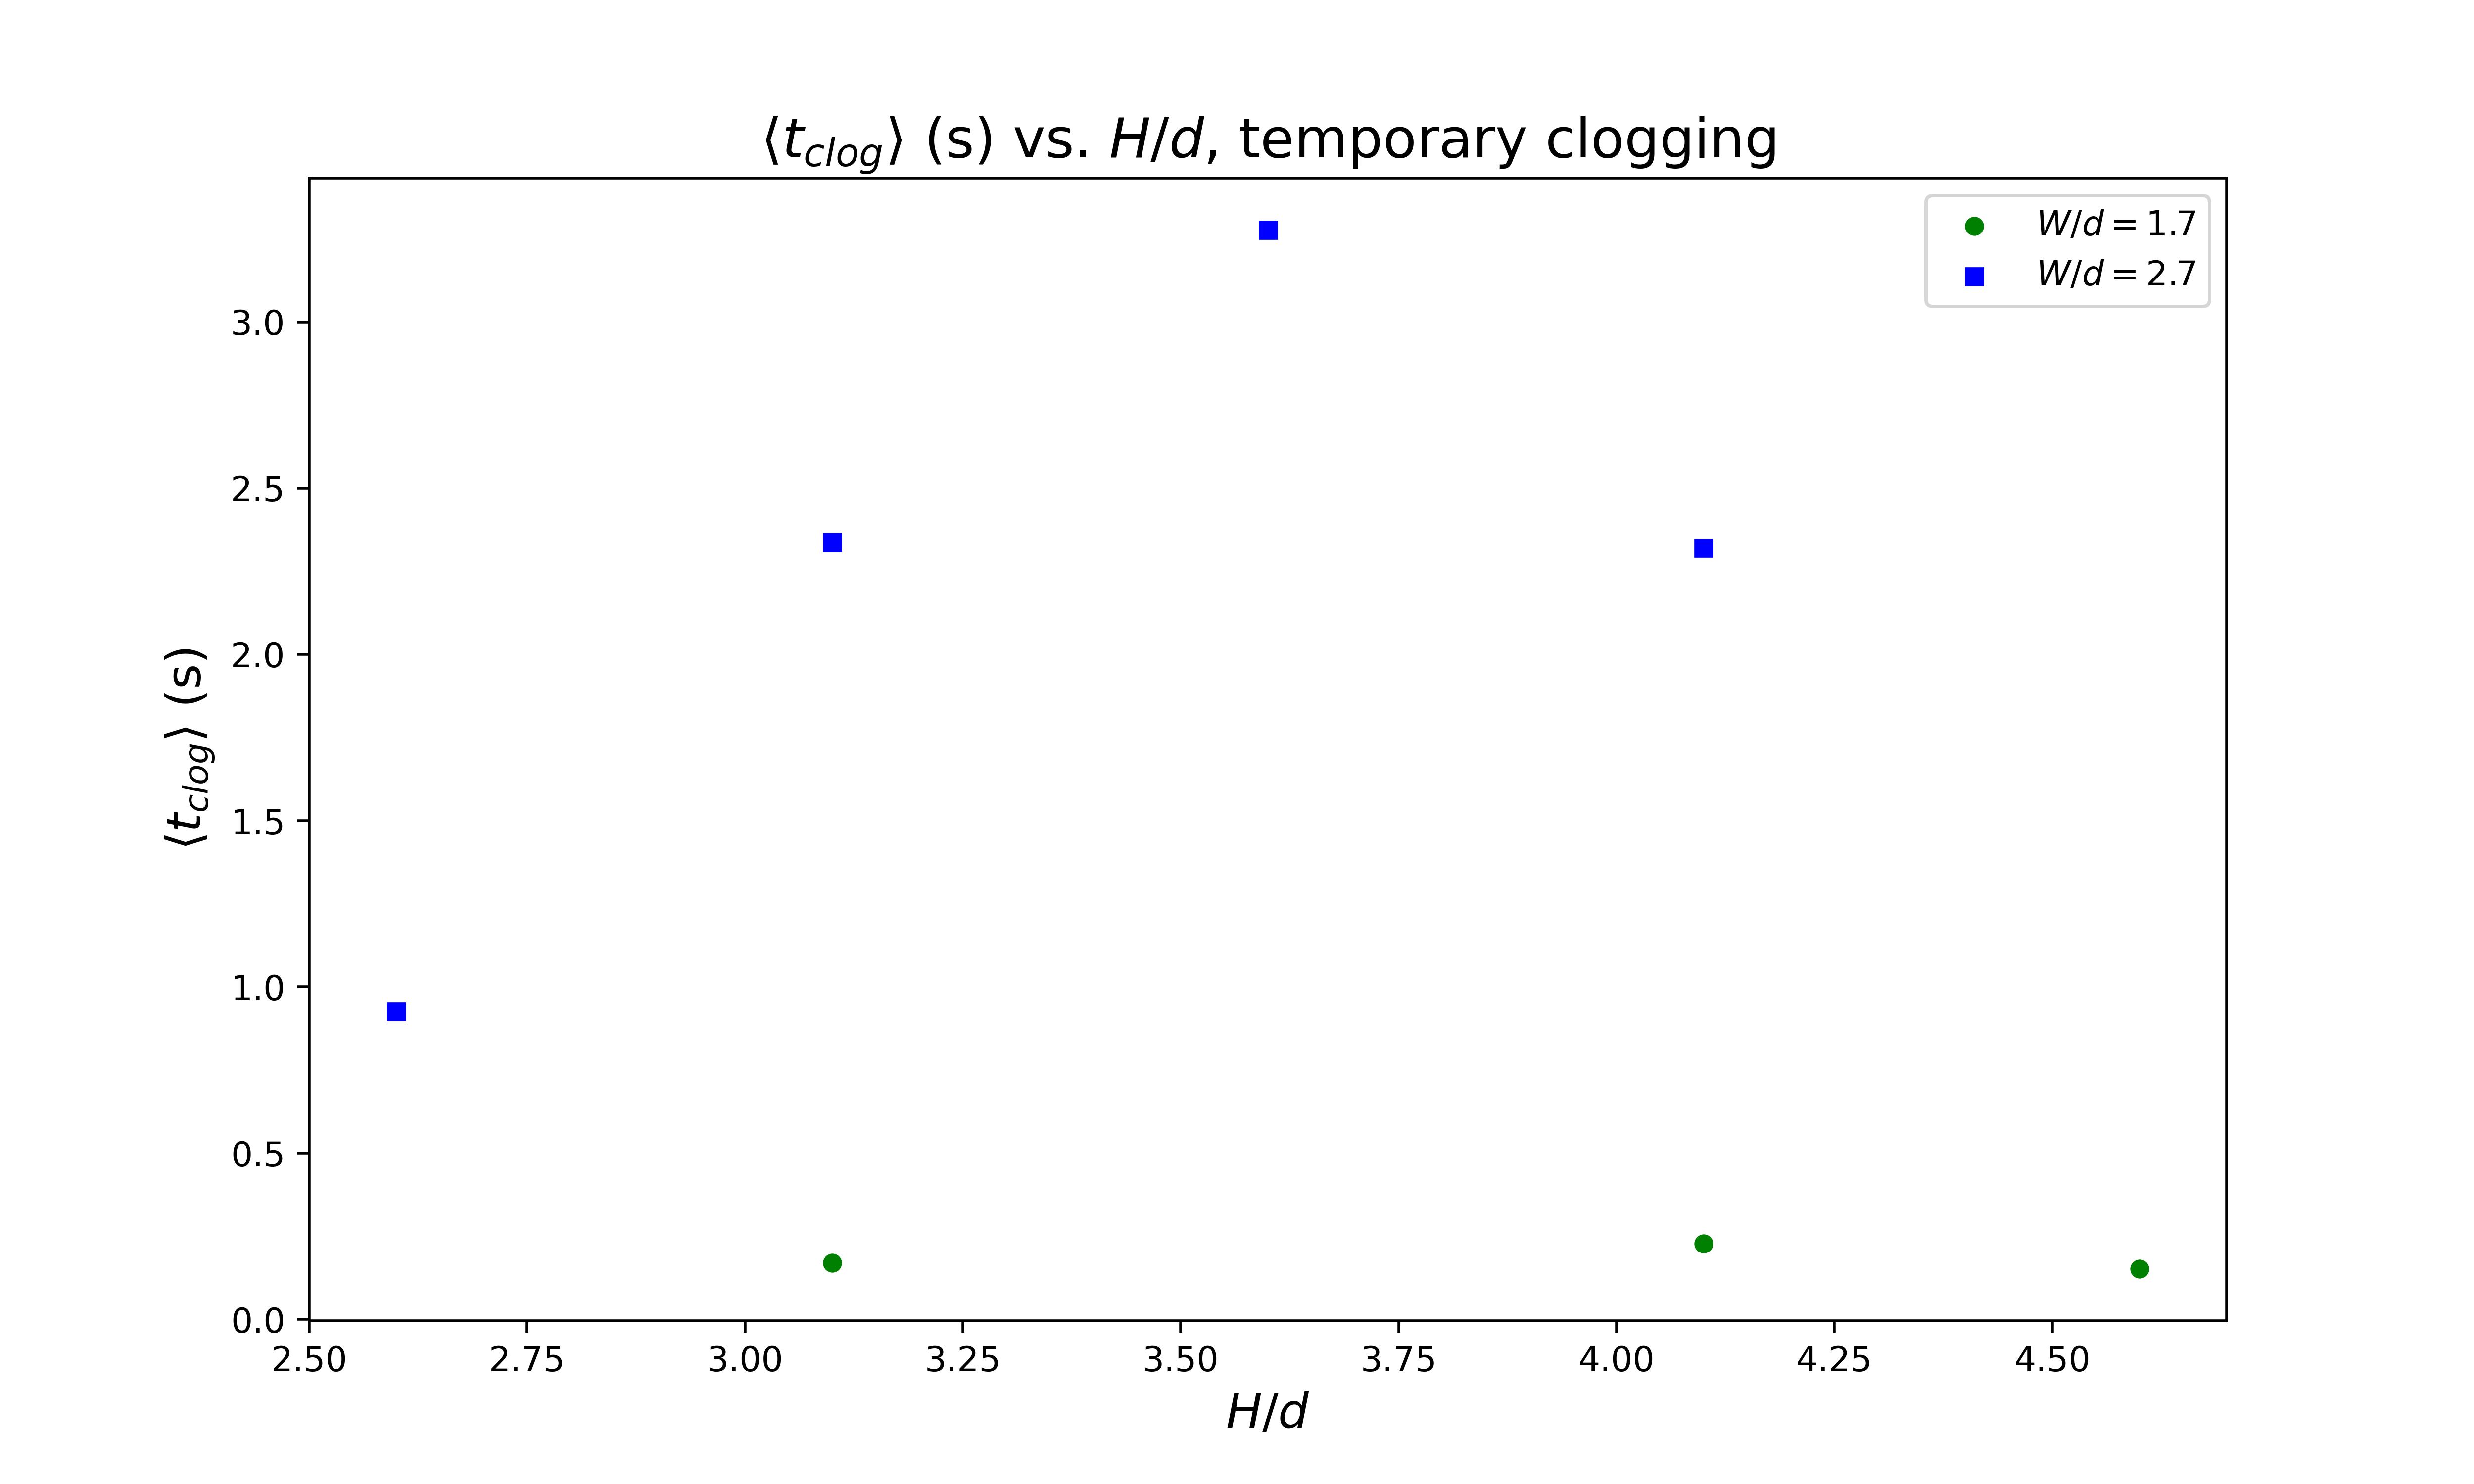 ⟨t_clog⟩ (s) vs. H/d, temporary clogging
W/d = 1.7
W/d = 2.7
⟨t_clog⟩ (s)
3.0
2.5
2.0
1.5
1.0
0.5
0.0
2.50 2.75 3.00 3.25 3.50 3.75 4.00 4.25 4.50
H/d